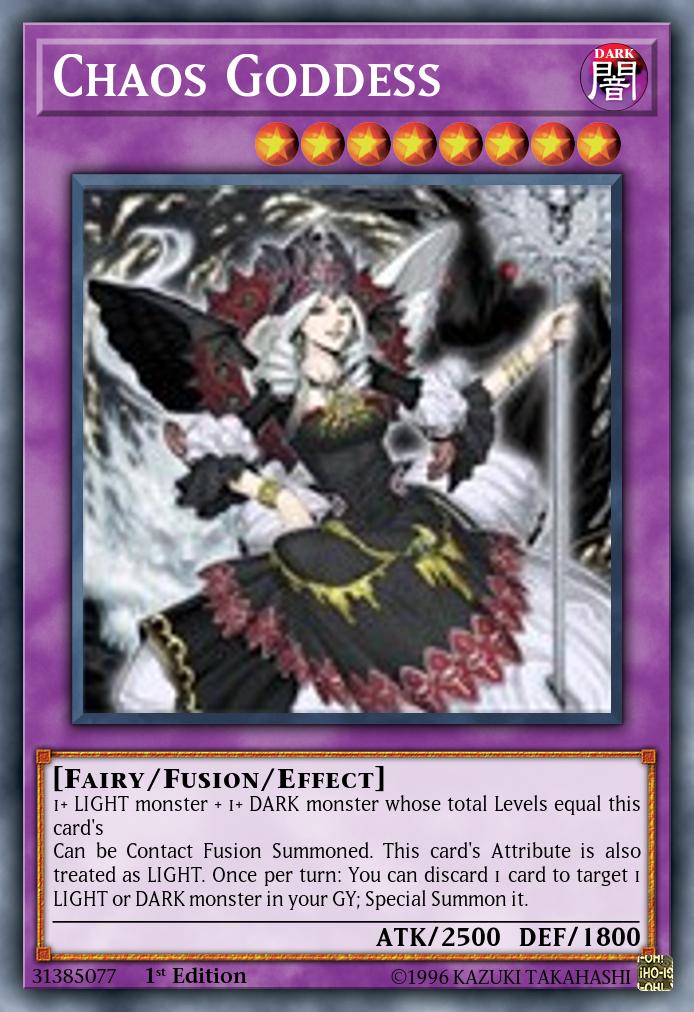 Chaos Goddess
DARK
闇
[Fairy/Fusion/Effect]
1+ LIGHT monster + 1+ DARK monster whose total Levels equal this
card's
Can be Contact Fusion Summoned. This card's Attribute is also
treated as LIGHT. Once per turn: You can discard 1 card to target 1
LIGHT or DARK monster in your GY; Special Summon it.
ATK/2500 DEF/1800
31385077 1st Edition ©1996 KAZUKI TAKAHASHI